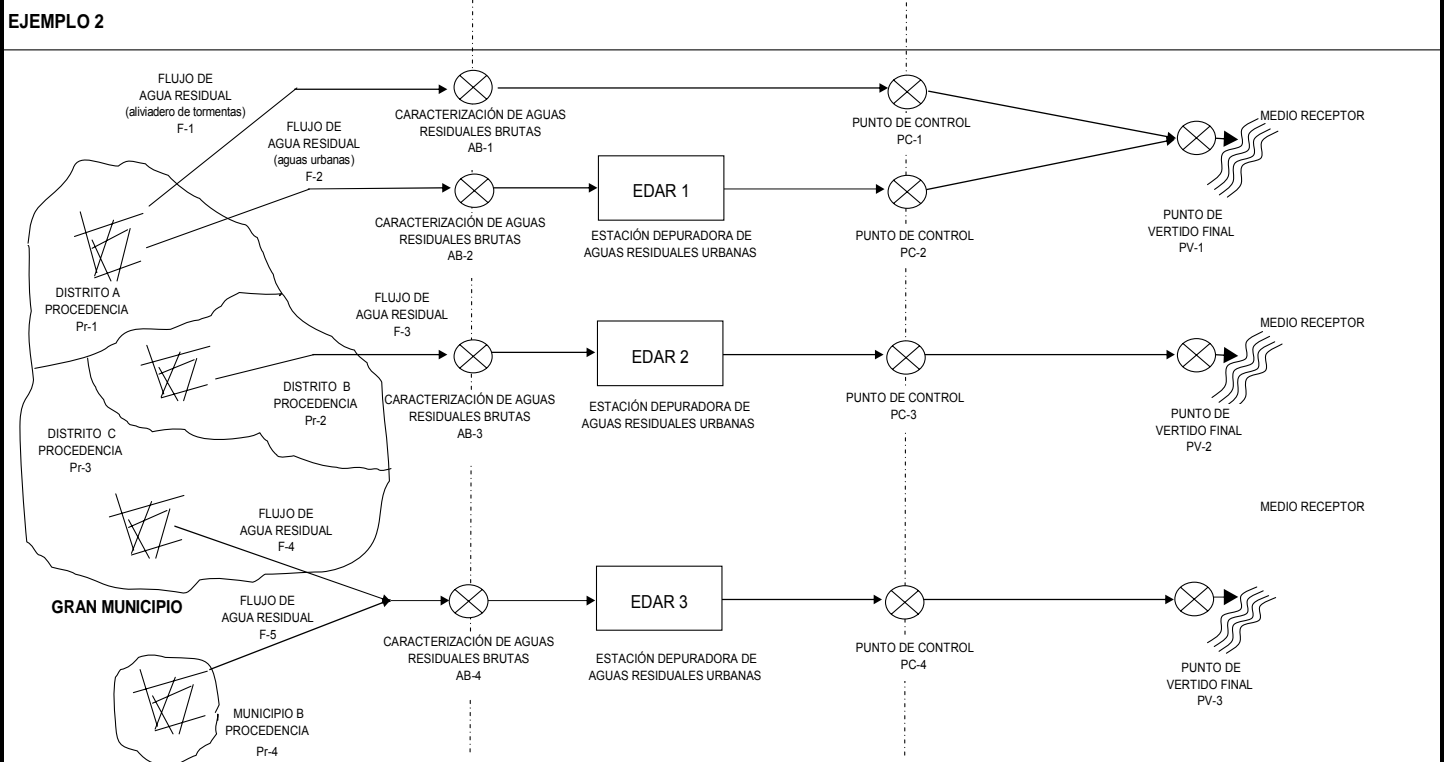 EJEMPLO 2
FLUJO DE
AGUA RESIDUAL
(aliviadero de tormentas)
F-1
CARACTERIZACIÓN DE AGUAS
RESIDUALES BRUTAS
AB-1
PUNTO DE CONTROL
PC-1
MEDIO RECEPTOR
FLUJO DE
AGUA RESIDUAL
(aguas urbanas)
F-2
CARACTERIZACIÓN DE AGUAS
RESIDUALES BRUTAS
AB-2
EDAR 1
ESTACIÓN DEPURADORA DE
AGUAS RESIDUALES URBANAS
PUNTO DE CONTROL
PC-2
PUNTO DE
VERTIDO FINAL
PV-1
DISTRITO A
PROCEDENCIA
Pr-1
FLUJO DE
AGUA RESIDUAL
F-3
DISTRITO B
PROCEDENCIA
Pr-2
CARACTERIZACIÓN DE AGUAS
RESIDUALES BRUTAS
AB-3
EDAR 2
ESTACIÓN DEPURADORA DE
AGUAS RESIDUALES URBANAS
PUNTO DE CONTROL
PC-3
MEDIO RECEPTOR
PUNTO DE
VERTIDO FINAL
PV-2
DISTRITO C
PROCEDENCIA
Pr-3
FLUJO DE
AGUA RESIDUAL
F-4
MEDIO RECEPTOR
GRAN MUNICIPIO
FLUJO DE
AGUA RESIDUAL
F-5
CARACTERIZACIÓN DE AGUAS
RESIDUALES BRUTAS
AB-4
EDAR 3
ESTACIÓN DEPURADORA DE
AGUAS RESIDUALES URBANAS
PUNTO DE CONTROL
PC-4
PUNTO DE
VERTIDO FINAL
PV-3
MUNICIPIO B
PROCEDENCIA
Pr-4